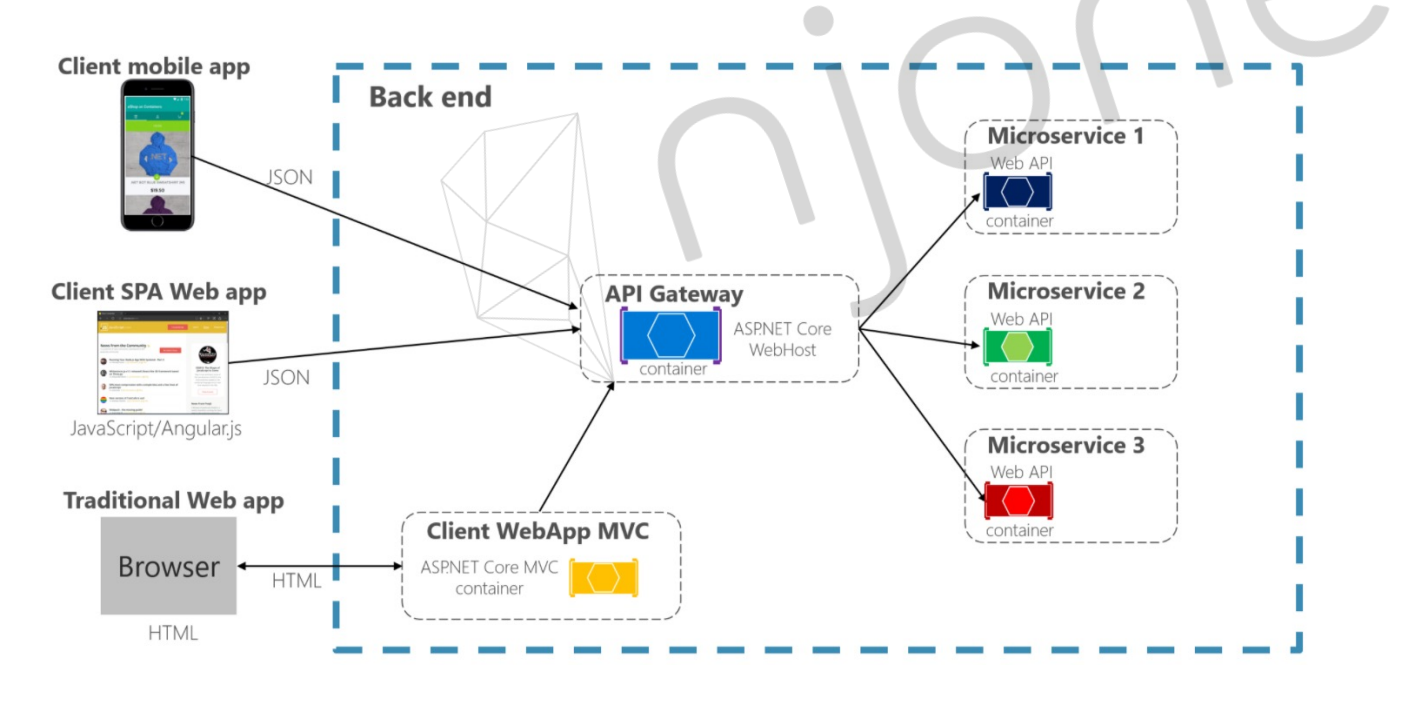 Client mobile app
JSON
Client SPA Web app
JSON
JavaScript/Angular.js
Traditional Web app
Browser
HTML
HTML
Back end
API Gateway
ASP.NET Core
WebHost
container
Client WebApp MVC
ASP.NET Core MVC
container
Microservice 1
Web API
container
Microservice 2
Web API
container
Microservice 3
Web API
container
njone